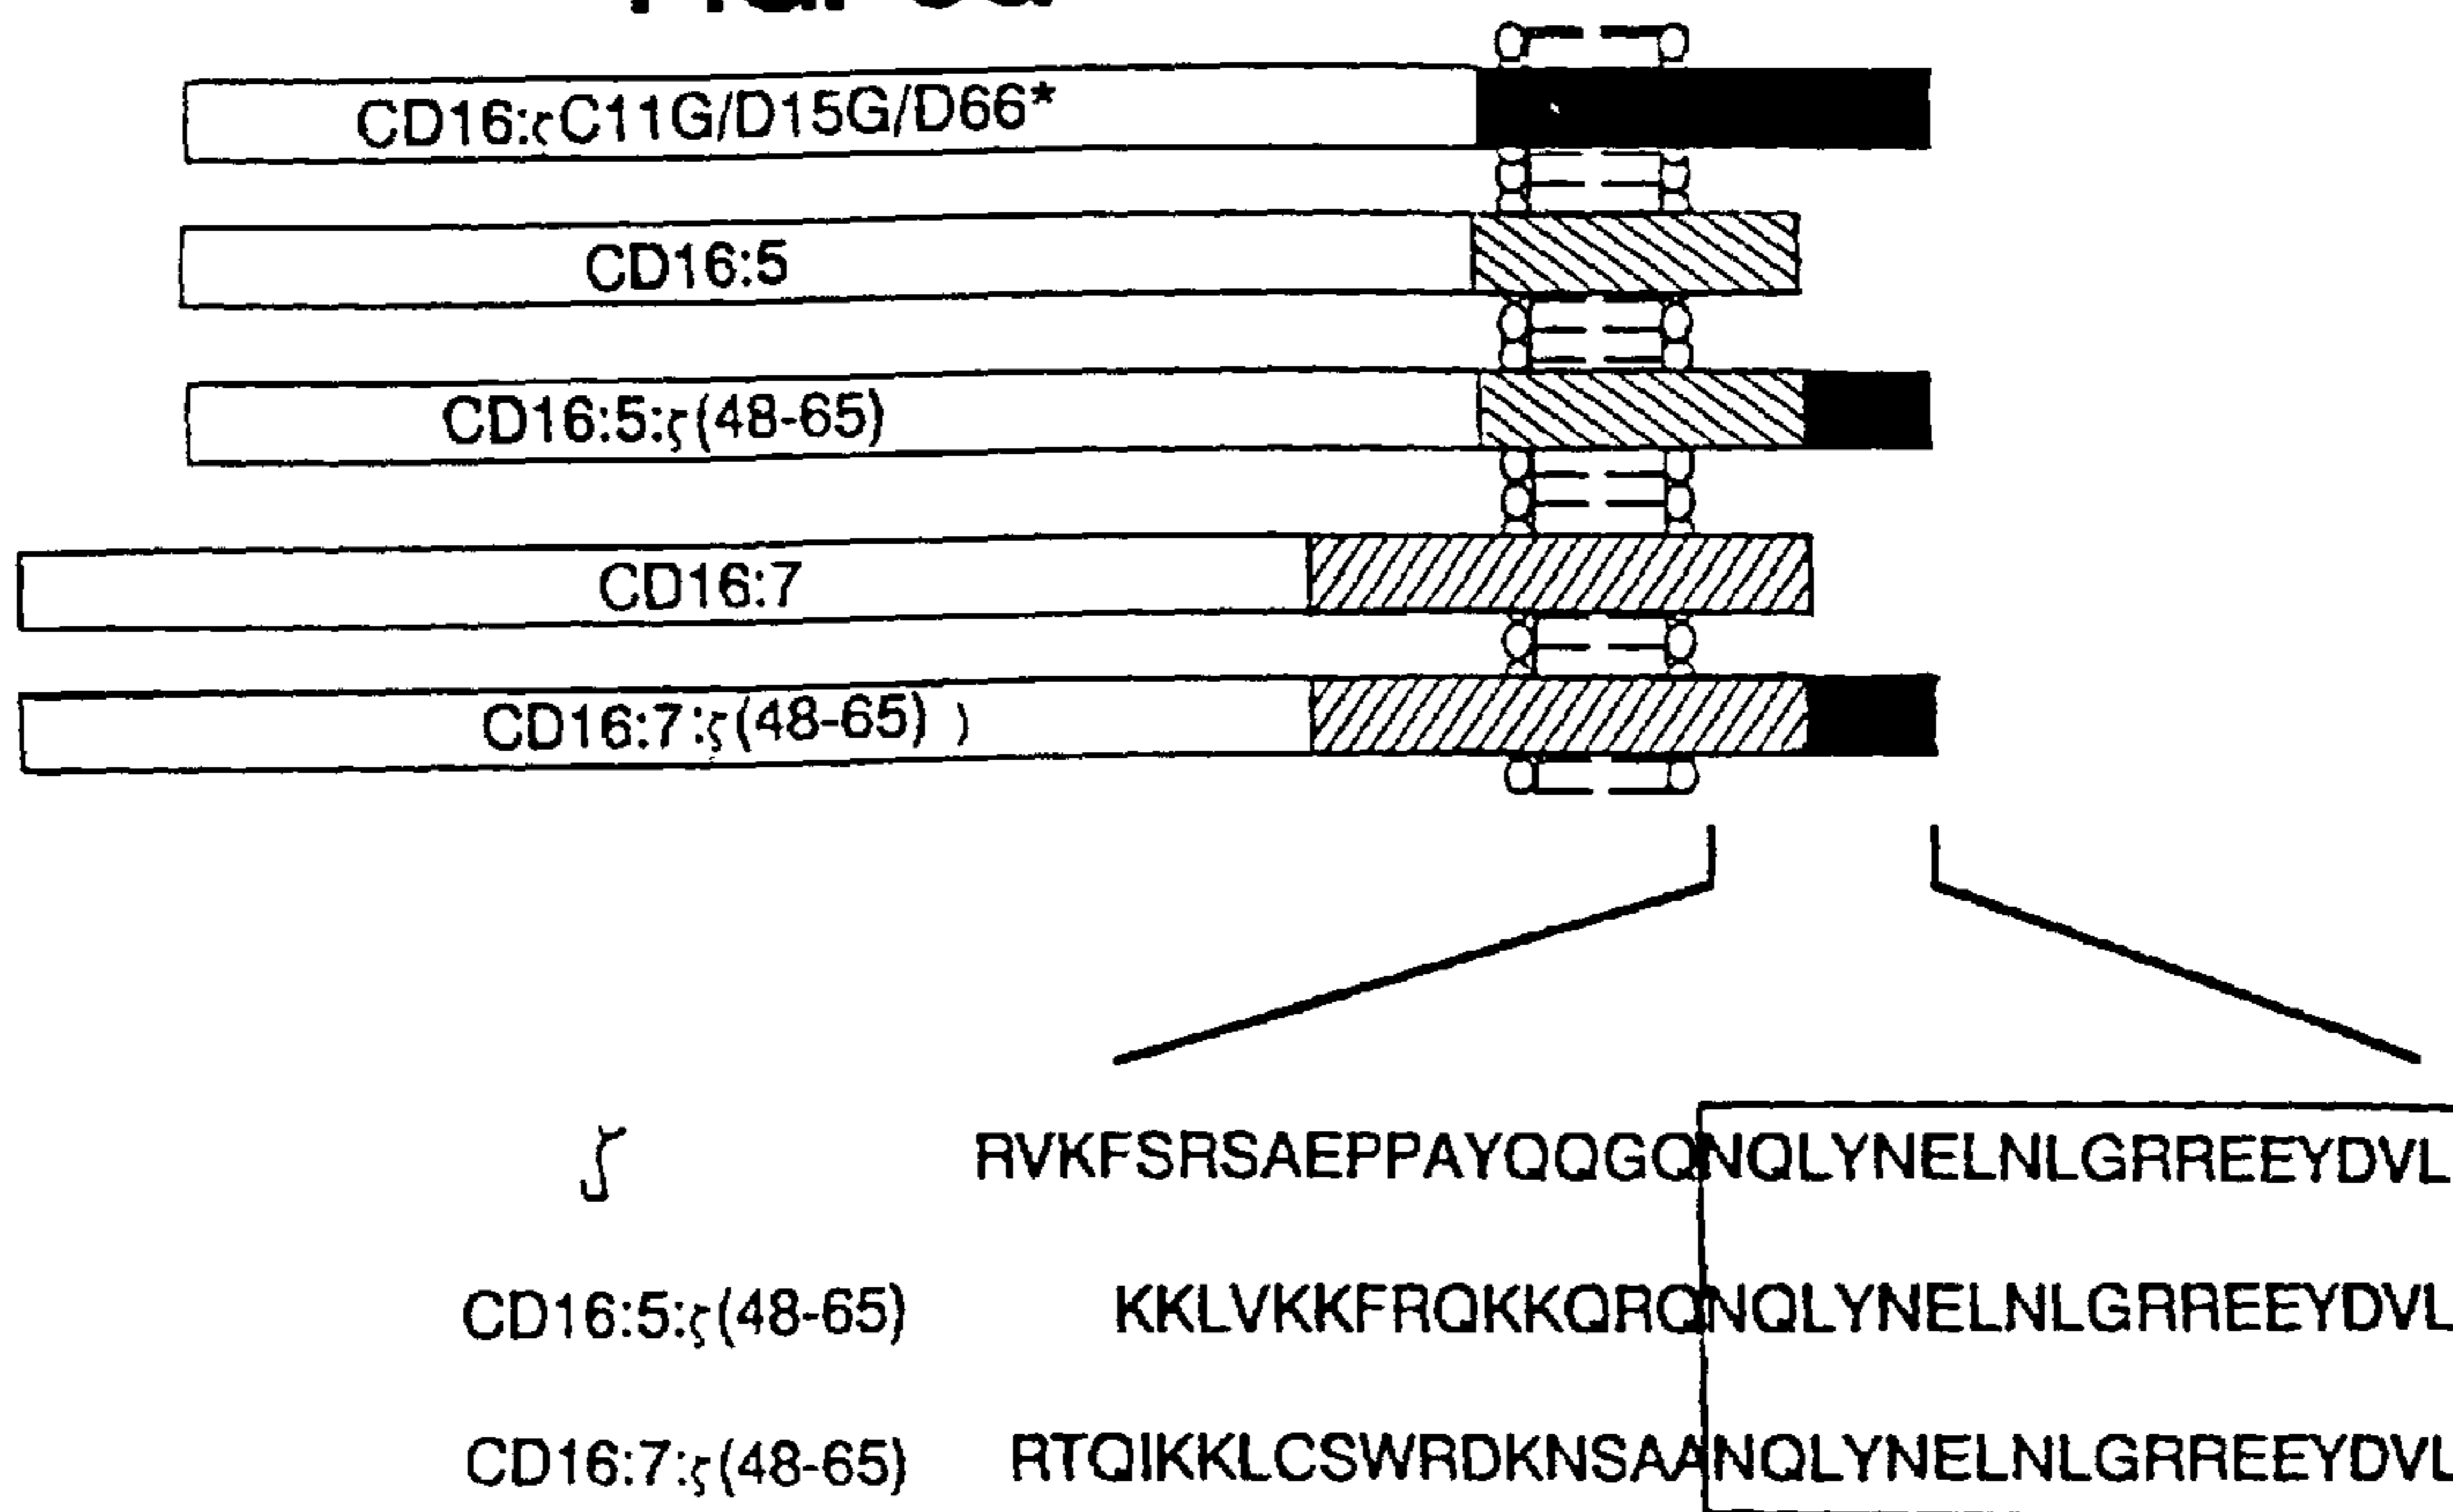 CD16:ζC11G/D15G/D66*
CD16:5
CD16:5:ζ(48-65)
CD16:7
CD16:7:ζ(48-65) )
ζ RVKFSRSAEPPAYQQGQNQLYNELNLGRREEYDVL
CD16:5:ζ(48-65) KKLVKKFRQKKQRQNQLYNELNLGRREEYDVL
CD16:7:ζ(48-65) RTQIKKLCSWRDKNSAANQLYNELNLGRREEYDVL